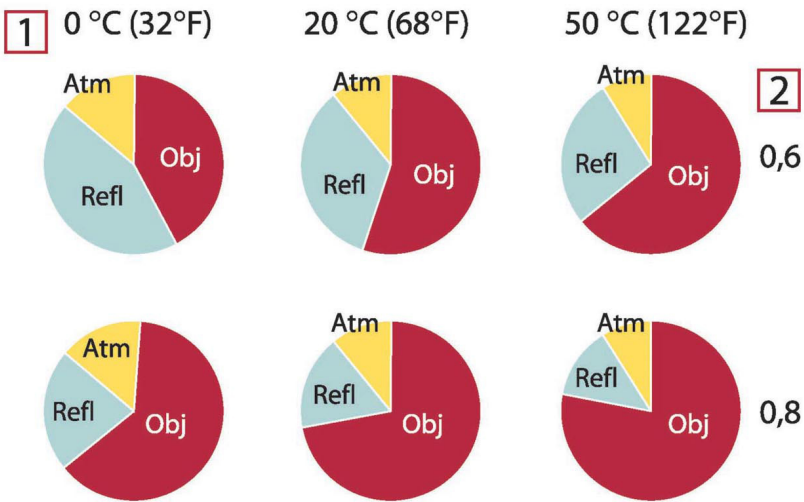 1 0 °C (32°F) 20 °C (68°F) 50 °C (122°F)
Atm Atm Atm 2
Obj Refl Obj Refl Refl Obj 0,6
Atm Atm Atm
Refl Obj Refl Obj Refl Obj 0,8